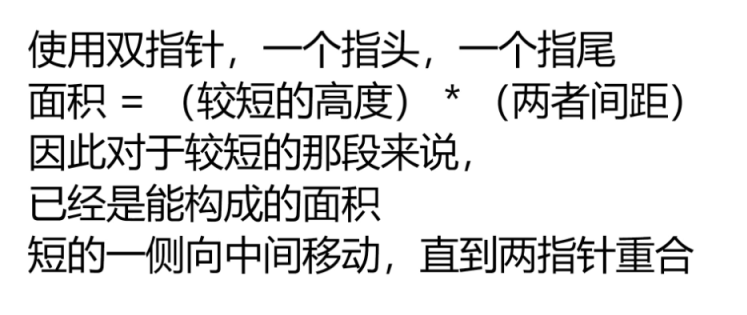 使用双指针，一个指头，一个指尾
面积 = （较短的高度） * （两者间距）
因此对于较短的那段来说，
已经是能构成的面积
短的一侧向中间移动，直到两指针重合